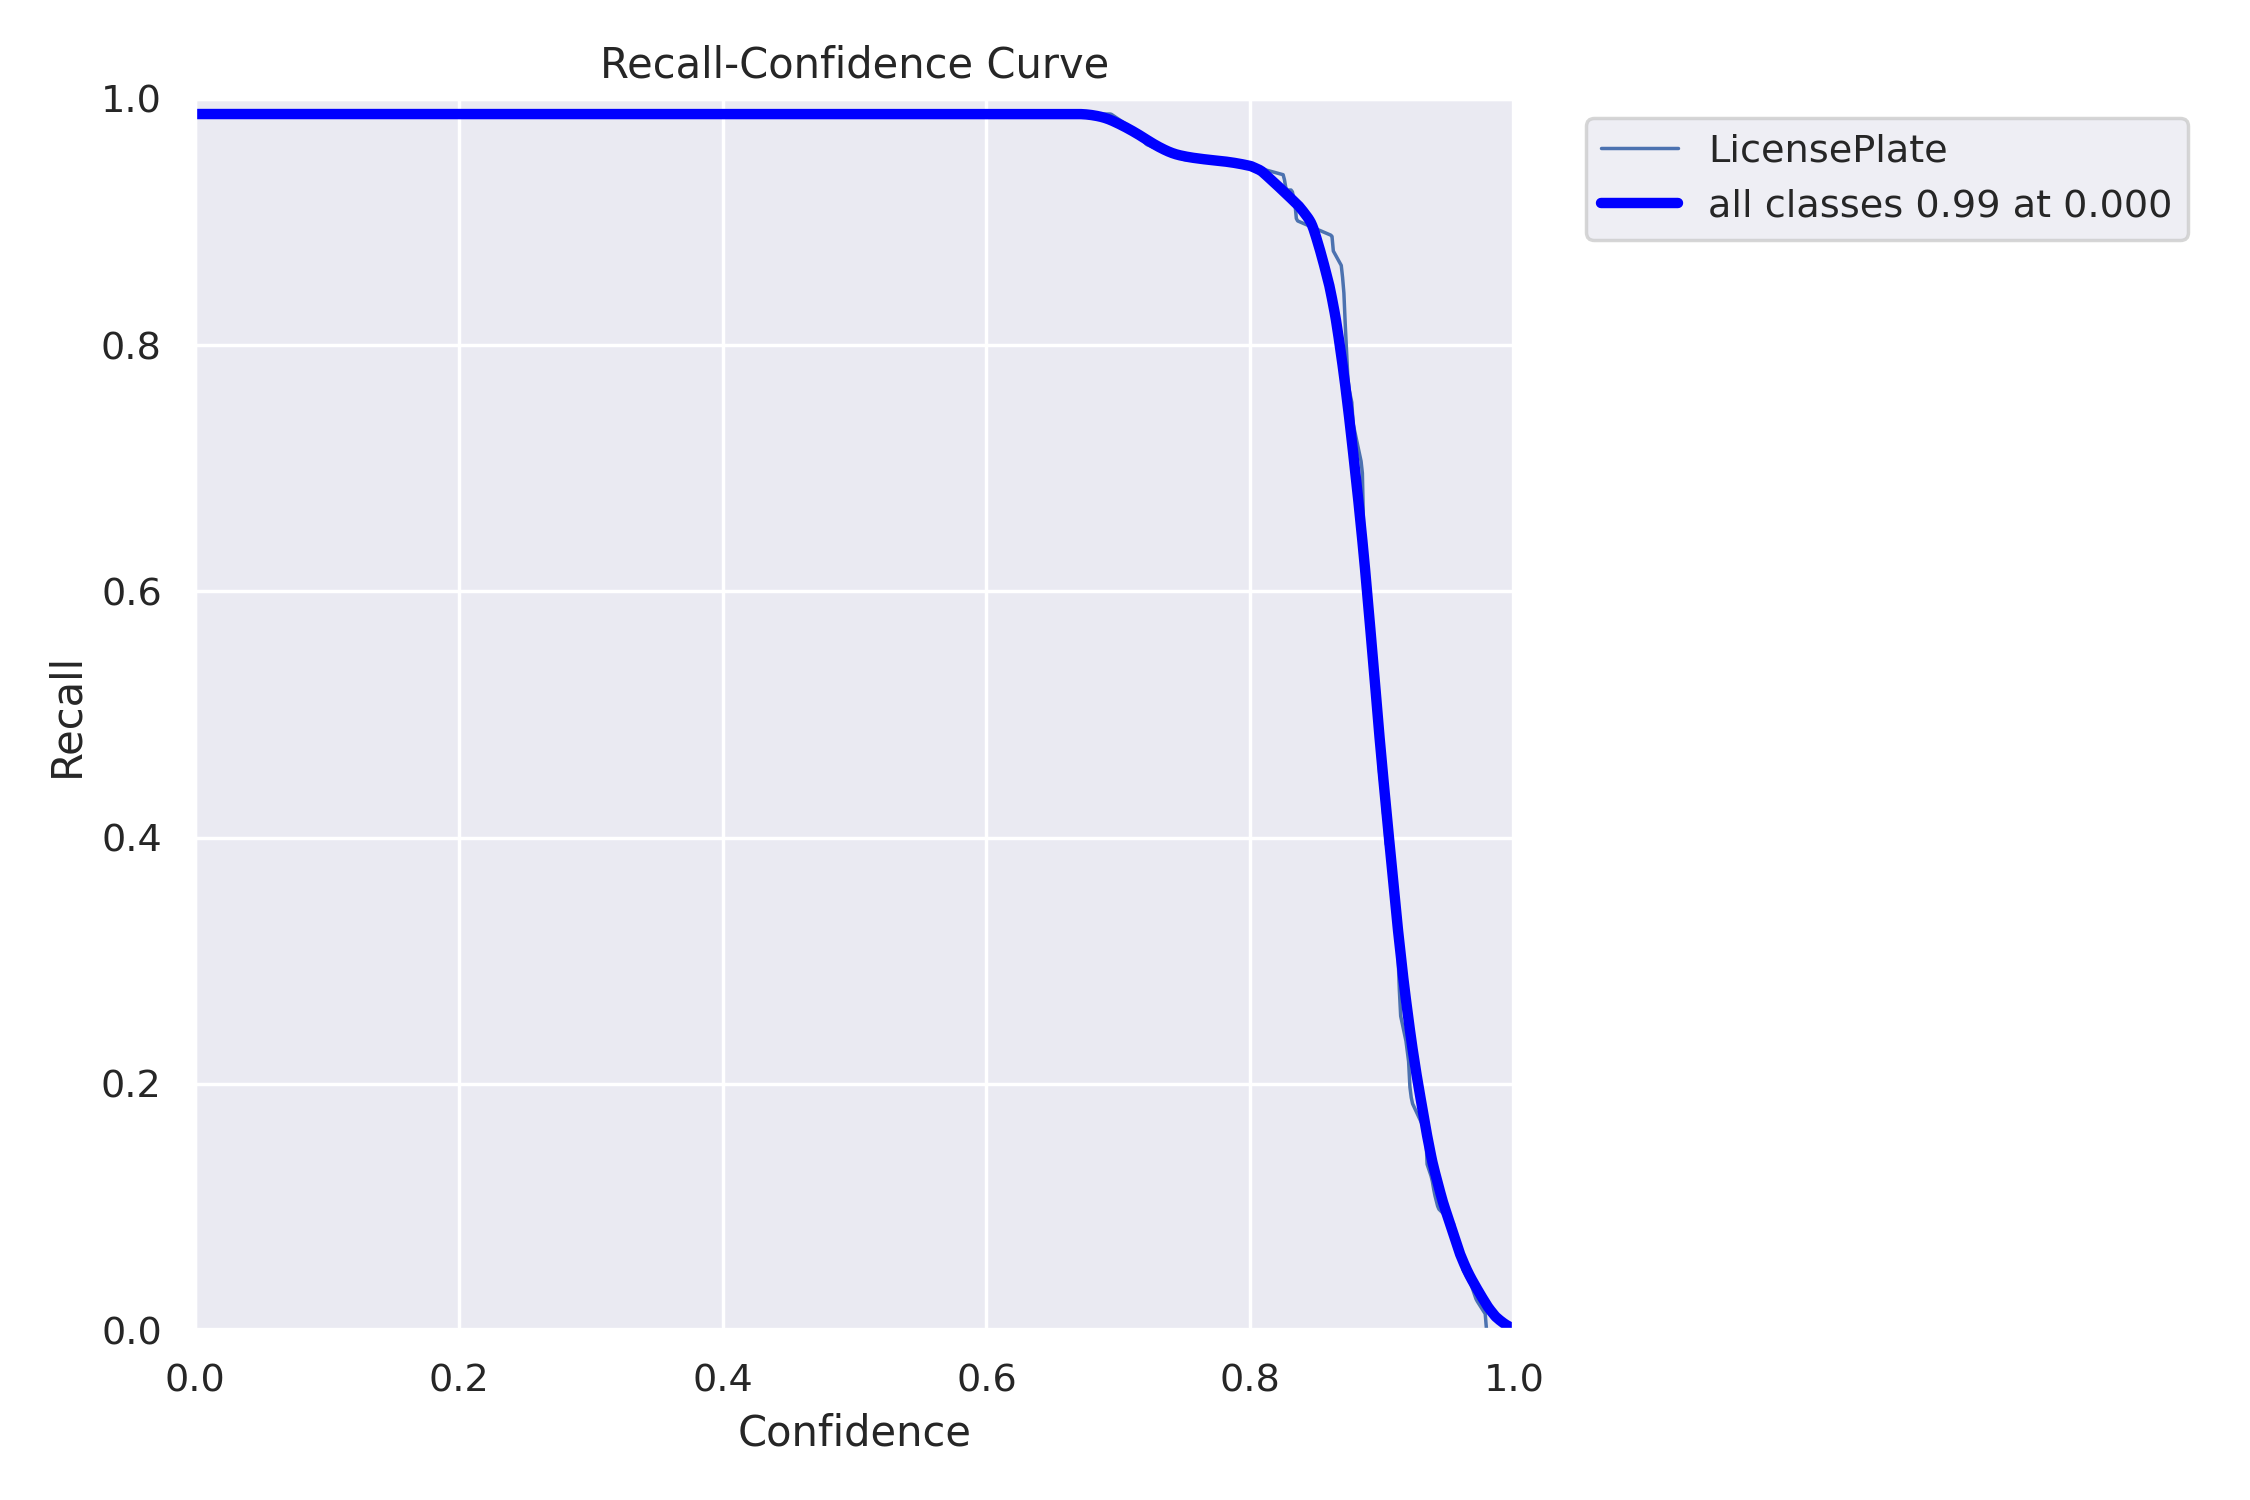 Recall-Confidence Curve
1.0
0.8
0.6
0.4
0.2
0.0
Recall
0.0 0.2 0.4 0.6 0.8 1.0
Confidence
LicensePlate
all classes 0.99 at 0.000